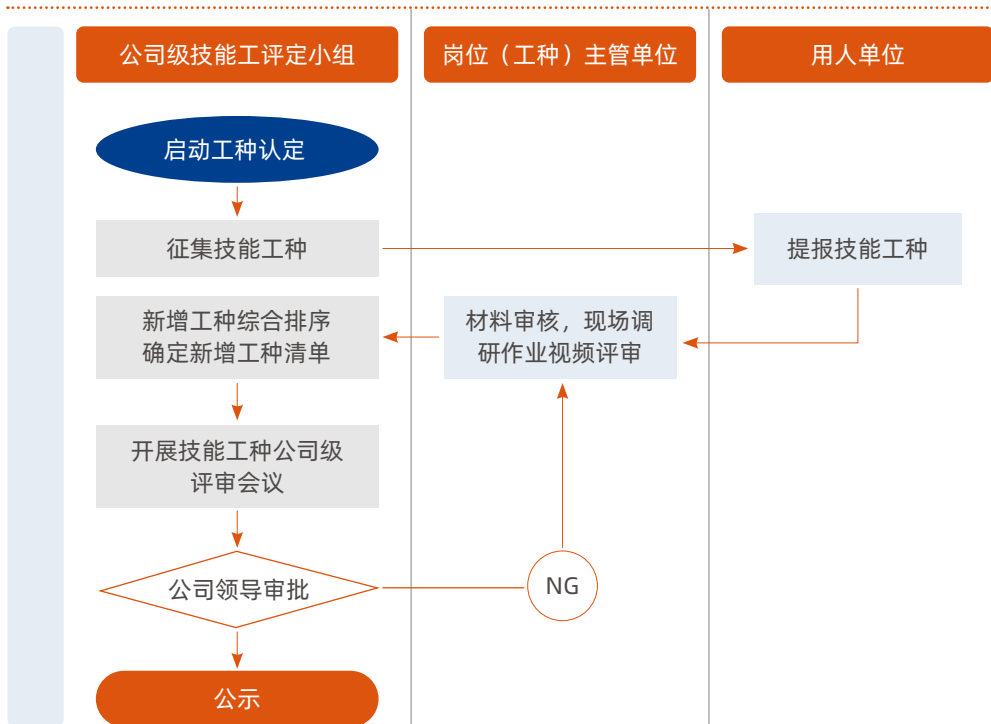 公司级技能工评定小组
岗位（工种）主管单位
用人单位
启动工种认定
征集技能工种
提报技能工种
新增工种综合排序
确定新增工种清单
材料审核，现场调
研作业视频评审
开展技能工种公司级
评审会议
公司领导审批
NG
公示